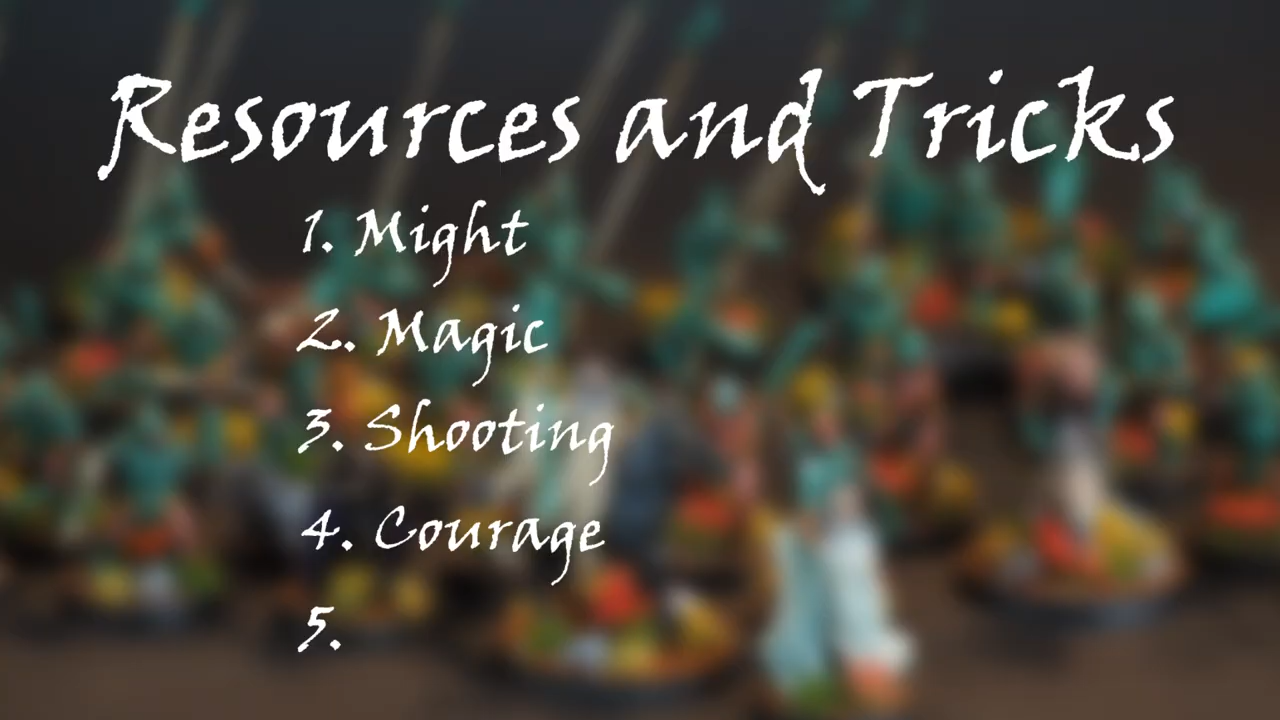 Resources and Tricks
1. Might
2. Magic
3. Shooting
4. Courage
5.